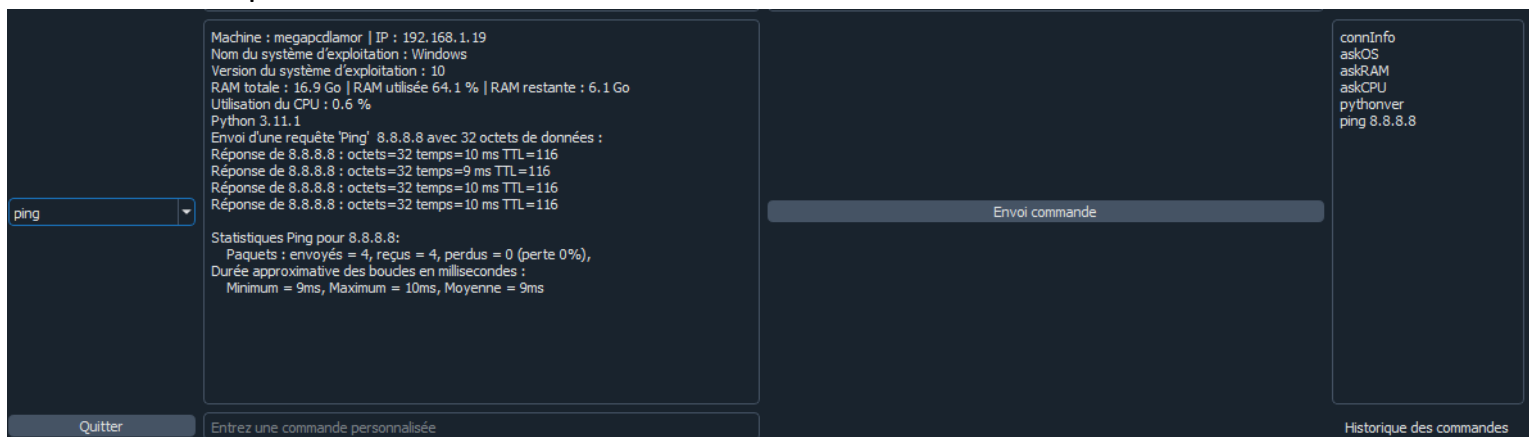 Machine : megapcdlamor | IP : 192.168.1.19
Nom du système d'exploitation : Windows
Version du système d'exploitation : 10
RAM totale : 16.9 Go | RAM utilisée 64.1 % | RAM restante : 6.1 Go
Utilisation du CPU : 0.6 %
Python 3.11.1
Envoi d'une requête 'Ping'  8.8.8.8 avec 32 octets de données :
Réponse de 8.8.8.8 : octets=32 temps=10 ms TTL=116
Réponse de 8.8.8.8 : octets=32 temps=9 ms TTL=116
Réponse de 8.8.8.8 : octets=32 temps=10 ms TTL=116
Réponse de 8.8.8.8 : octets=32 temps=10 ms TTL=116
Statistiques Ping pour 8.8.8.8:
Paquets : envoyés = 4, reçus = 4, perdus = 0 (perte 0%),
Durée approximative des boucles en millisecondes :
Minimum = 9ms, Maximum = 10ms, Moyenne = 9ms
ping
Envoi commande
connInfo
askOS
askRAM
askCPU
pythonver
ping 8.8.8.8
Quitter
Entrez une commande personnalisée
Historique des commandes